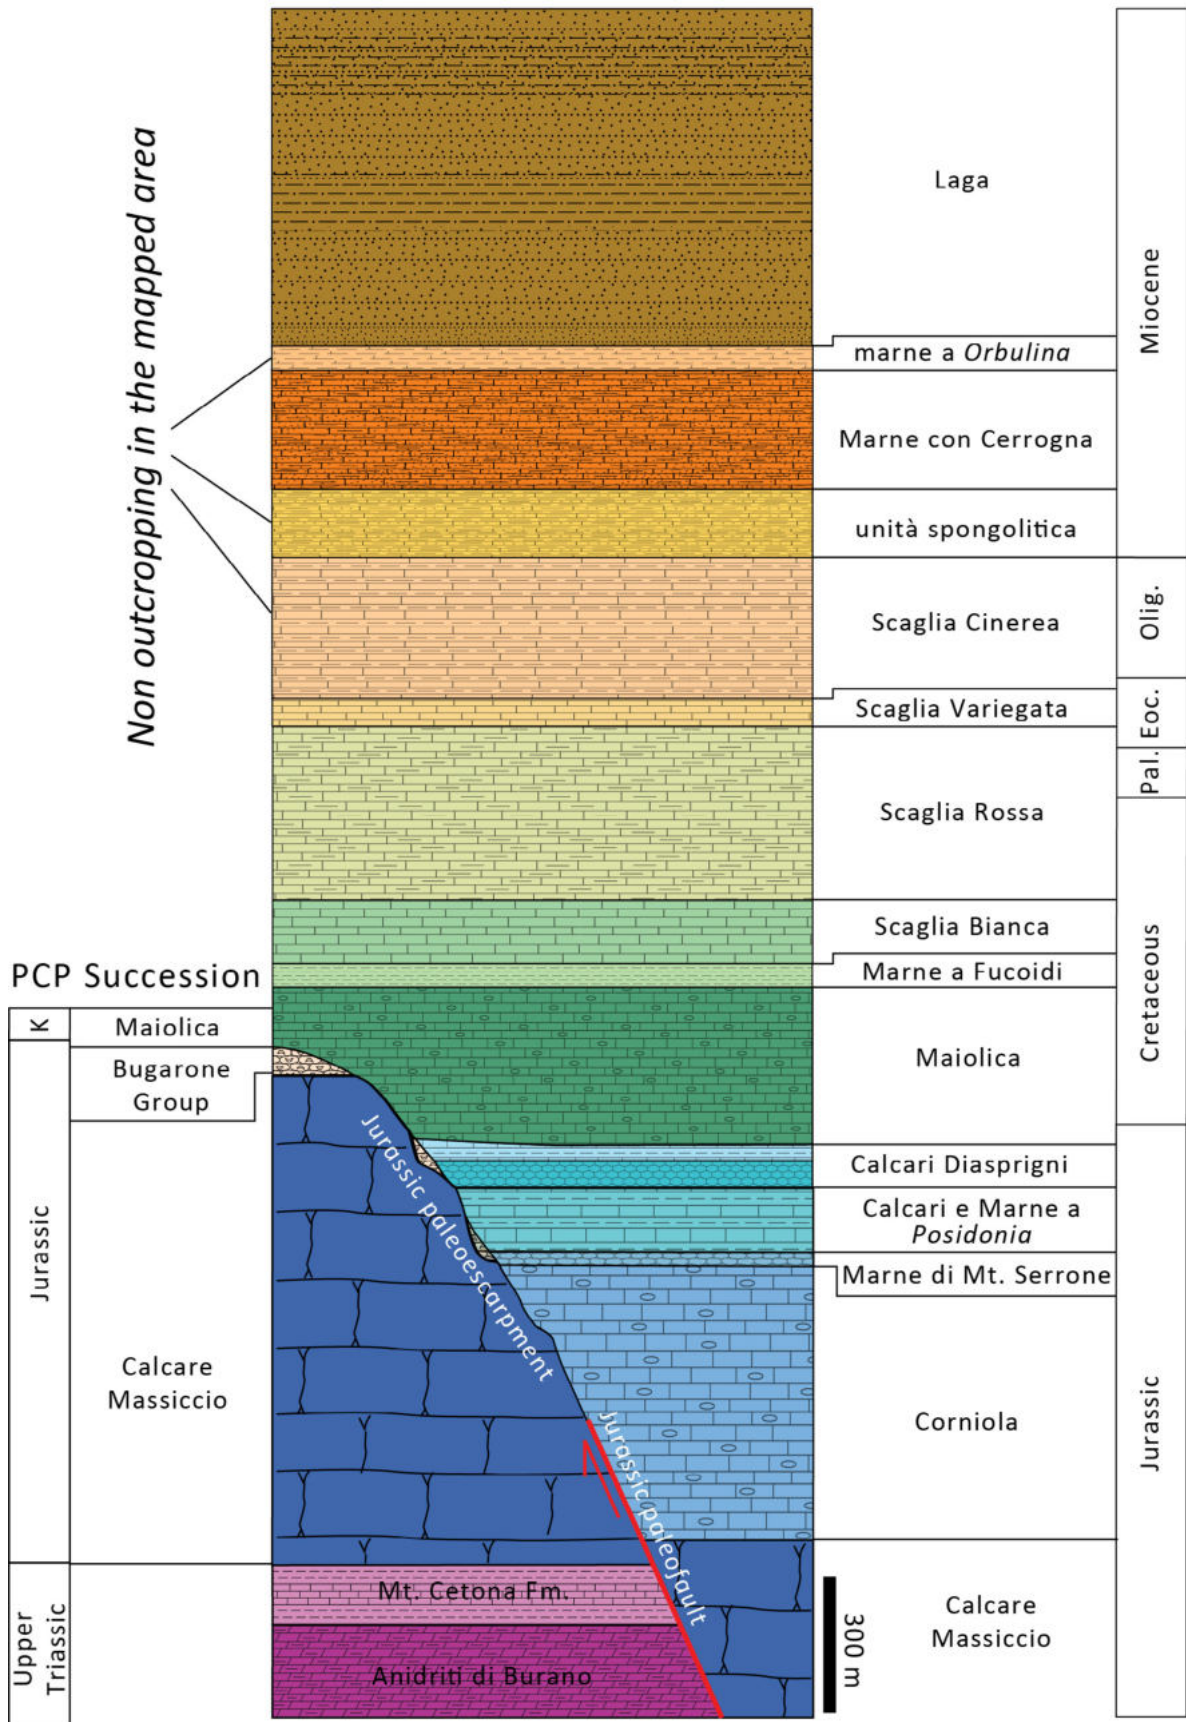 Non outcropping in the mapped area
Laga
marne a Orbulina
Marne con Cerrogna
unità spongolitica
Scaglia Cinerea
Scaglia Variegata
Scaglia Rossa
Scaglia Bianca
Marne a Fucoidi
Maiolica
Calcari Diasprigni
Calcari e Marne a
Posidonia
Marne di Mt. Serrone
Corniola
Calcare
Massiccio
Miocene
Olig.
Eoc.
Pal.
Cretaceous
Jurassic
PCP Succession
K
Maiolica
Bugarone
Group
Jurassic
Calcare
Massiccio
Upper
Triassic
Jurassic paleoescarpment
Jurassic paleofault
Mt. Cetona Fm.
Anidriti di Burano
300 m